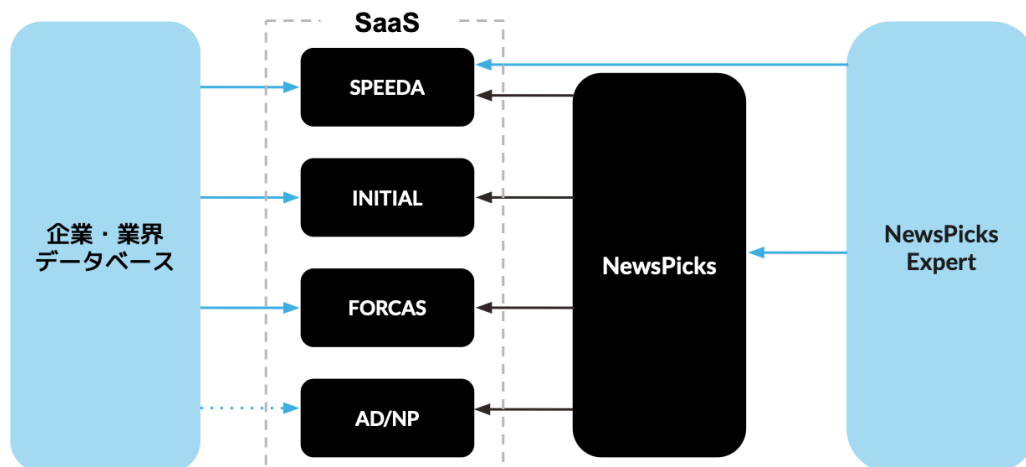 SaaS
企業・業界
データベース
SPEEDA
INITIAL
FORCAS
AD/NP
NewsPicks
NewsPicks
Expert